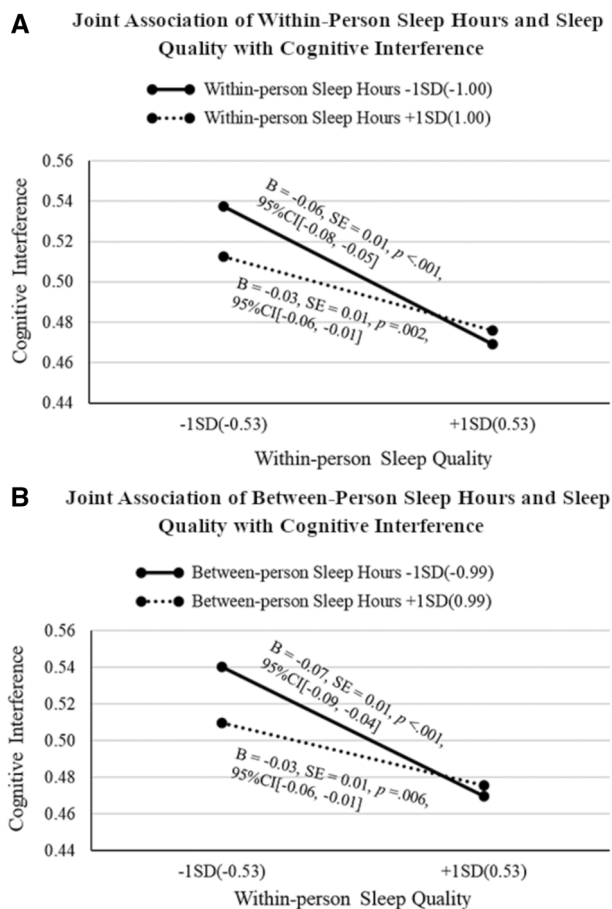 A
Joint Association of Within-Person Sleep Hours and Sleep
Quality with Cognitive Interference
Within-person Sleep Hours -1SD(-1.00)
Within-person Sleep Hours +1SD(1.00)
0.56
0.54
0.52
0.50
0.48
0.46
0.44
Cognitive Interference
B = -0.06, SE = 0.01, p <.001,
95%CI[-0.08, -0.05]
B = -0.03, SE = 0.01, p =.002,
95%CI[-0.06, -0.01]
-1SD(-0.53)
+1SD(0.53)
Within-person Sleep Quality
B
Joint Association of Between-Person Sleep Hours and Sleep
Quality with Cognitive Interference
Between-person Sleep Hours -1SD(-0.99)
Between-person Sleep Hours +1SD(0.99)
0.56
0.54
0.52
0.50
0.48
0.46
0.44
Cognitive Interference
B = -0.07, SE = 0.01, p <.001,
95%CI[-0.09, -0.04]
B = -0.03, SE = 0.01, p =.006,
95%CI[-0.06, -0.01]
-1SD(-0.53)
+1SD(0.53)
Within-person Sleep Quality